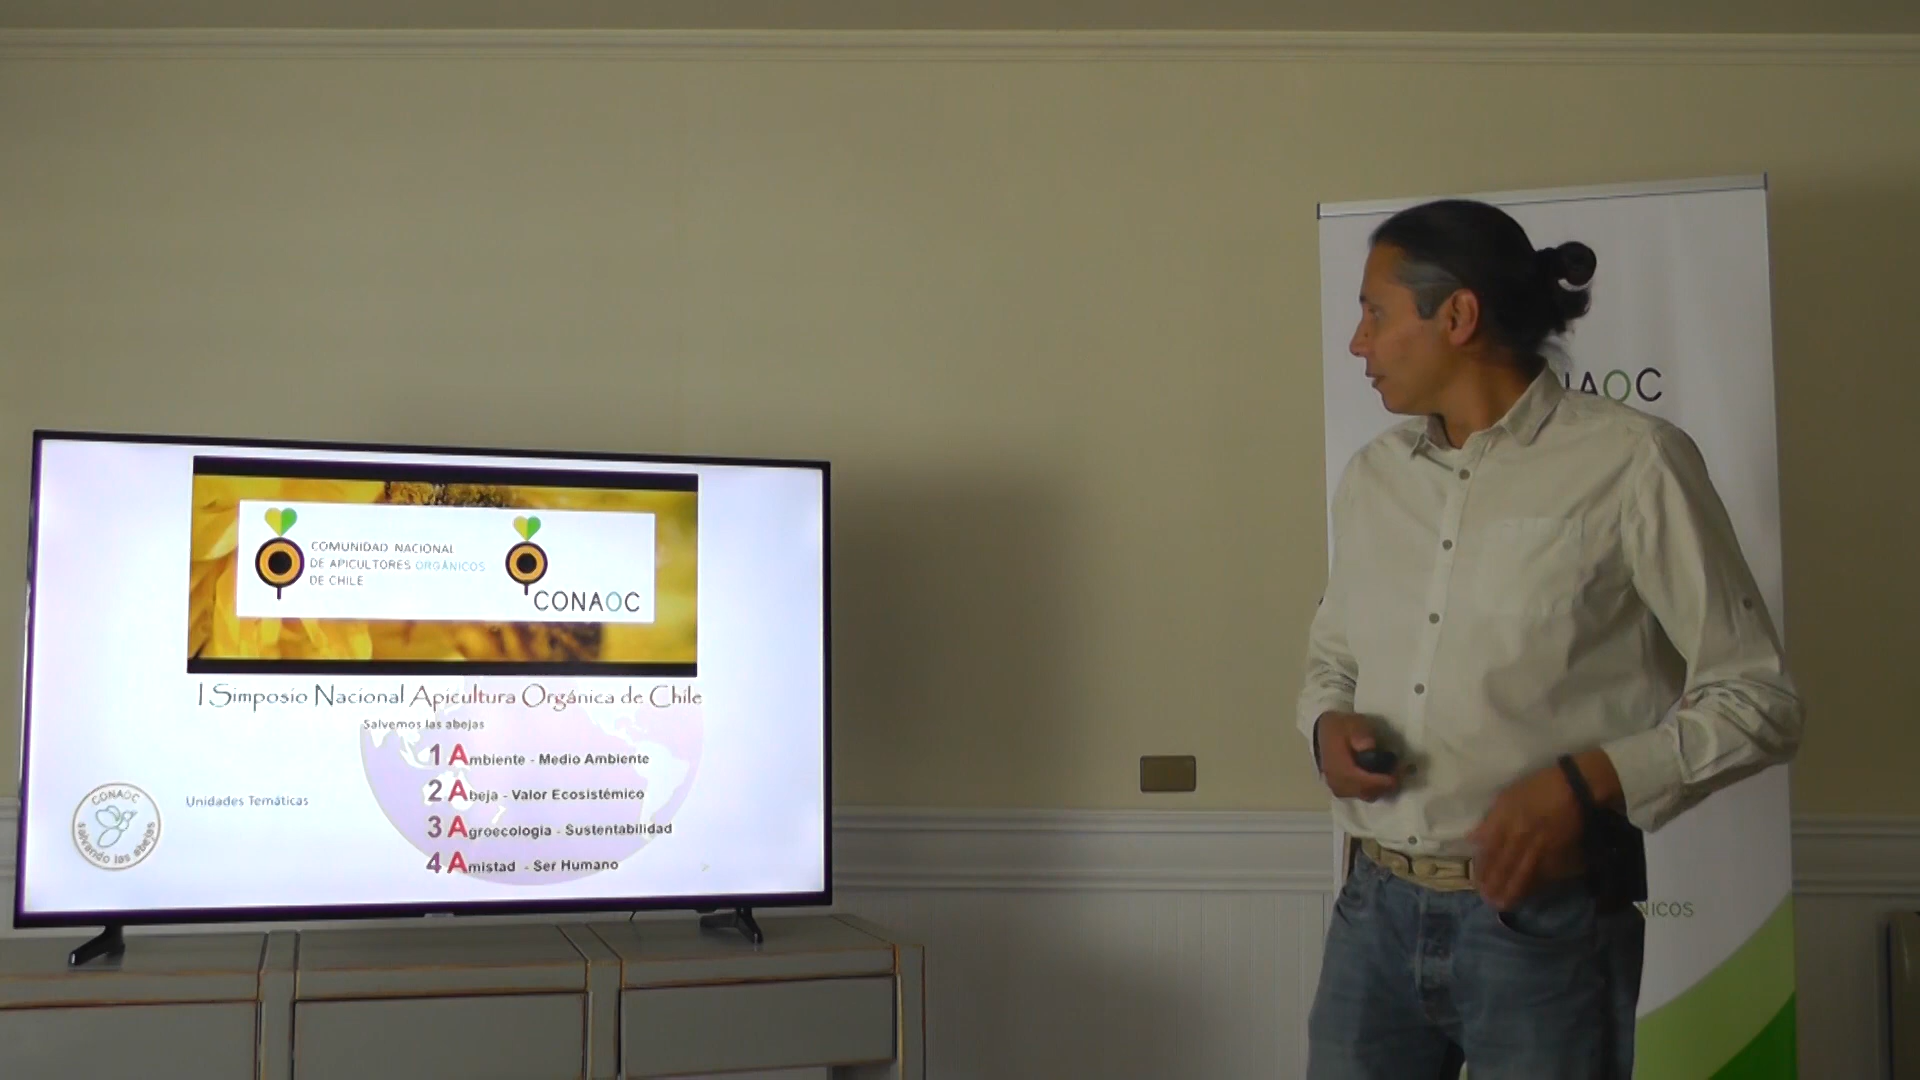 COMUNIDAD NACIONAL
DE APICULTORES ORGÁNICOS
DE CHILE
CONAOC
I Simposio Nacional Apicultura Orgánica de Chile
Salvemos las abejas
Unidades Temáticas
1 Ambiente - Medio Ambiente
2 Abeja - Valor Ecosistémico
3 Agroecologia - Sustentabilidad
4 Amistad - Ser Humano
CONAOC
salvando las abejas
AOC
NICOS